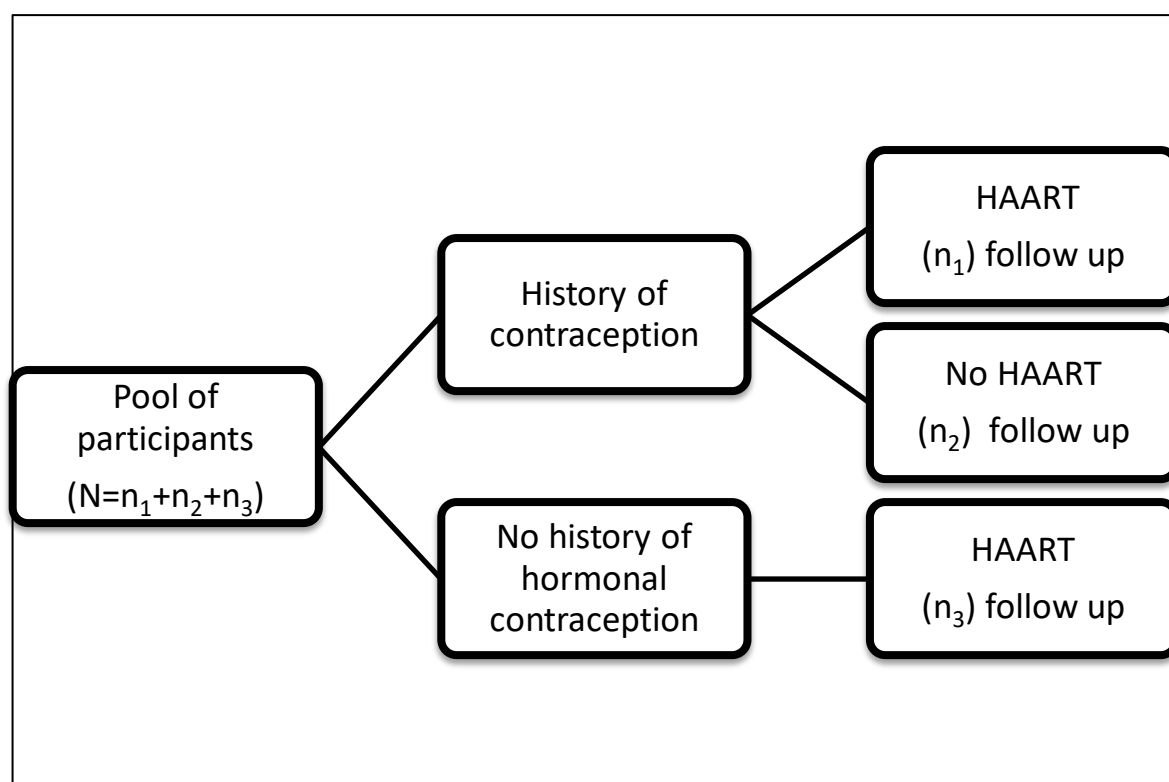 Pool of
participants
(N=n₁+n₂+n₃)
History of
contraception
No history of
hormonal
contraception
HAART
(n₁) follow up
No HAART
(n₂) follow up
HAART
(n₃) follow up